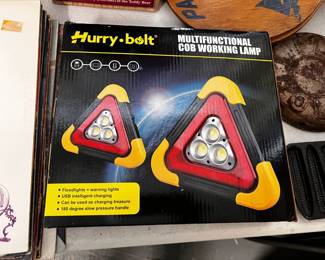 Hurry•bolt
MULTIFUNCTIONAL
COB WORKING LAMP
Floodlights + warning lights
USB intelligent charging
Can be used as charging treasure
180 degree slow pressure handle